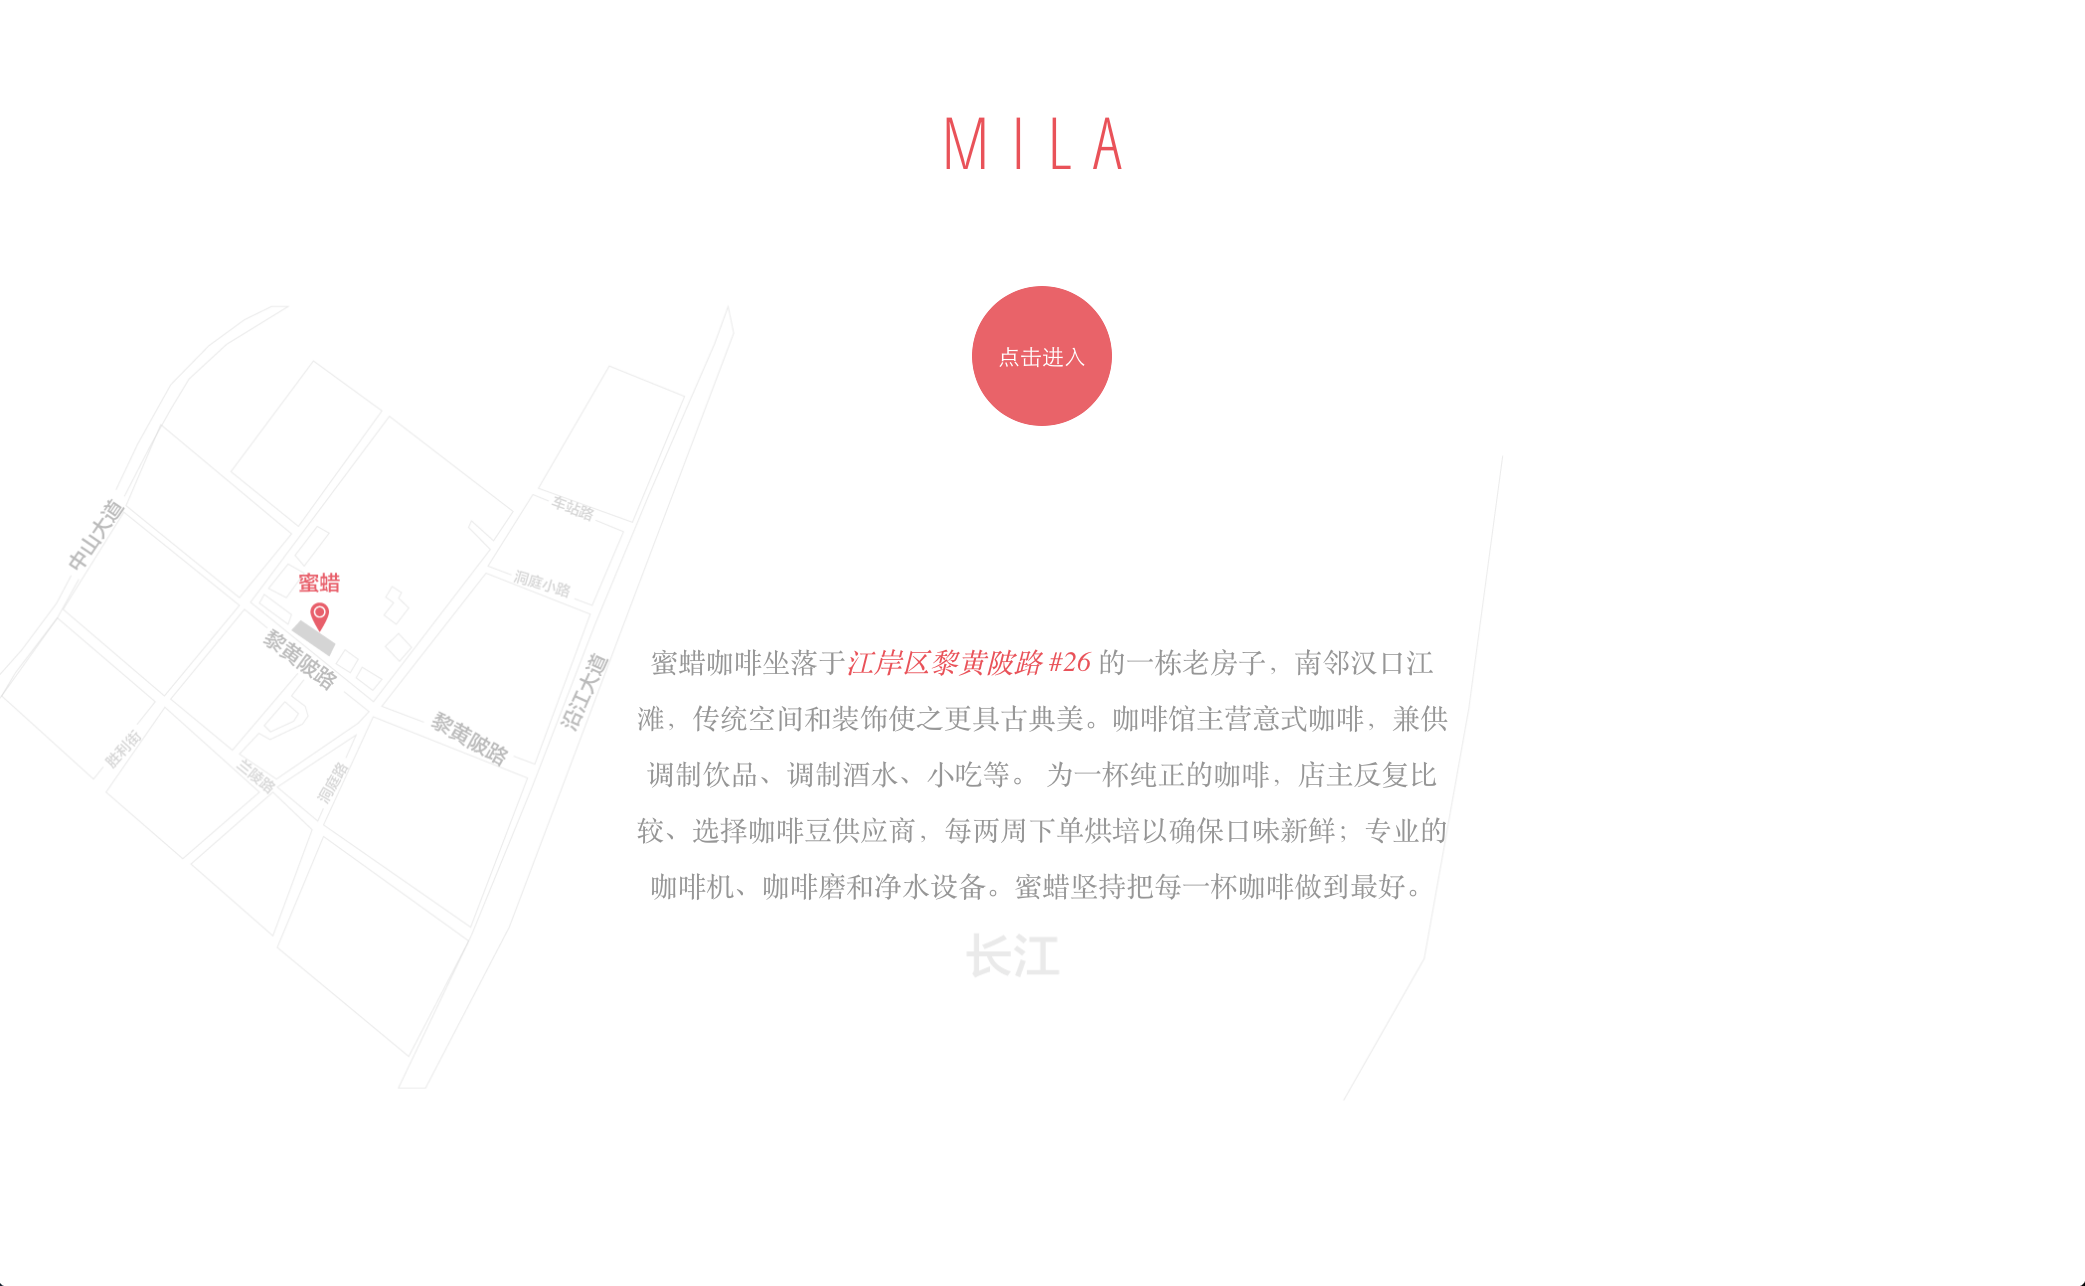 MILA
点击进入
车站路
中山大道
洞庭小路
蜜蜡
黎黄陂路
沿江大道
黎黄陂路
胜利街
兰陵路
洞庭路
蜜蜡咖啡坐落于江岸区黎黄陂路 #26 的一栋老房子，南邻汉口江
滩，传统空间和装饰使之更具古典美。咖啡馆主营意式咖啡，兼供
调制饮品、调制酒水、小吃等。 为一杯纯正的咖啡，店主反复比
较、选择咖啡豆供应商，每两周下单烘培以确保口味新鲜；专业的
咖啡机、咖啡磨和净水设备。蜜蜡坚持把每一杯咖啡做到最好。
长江